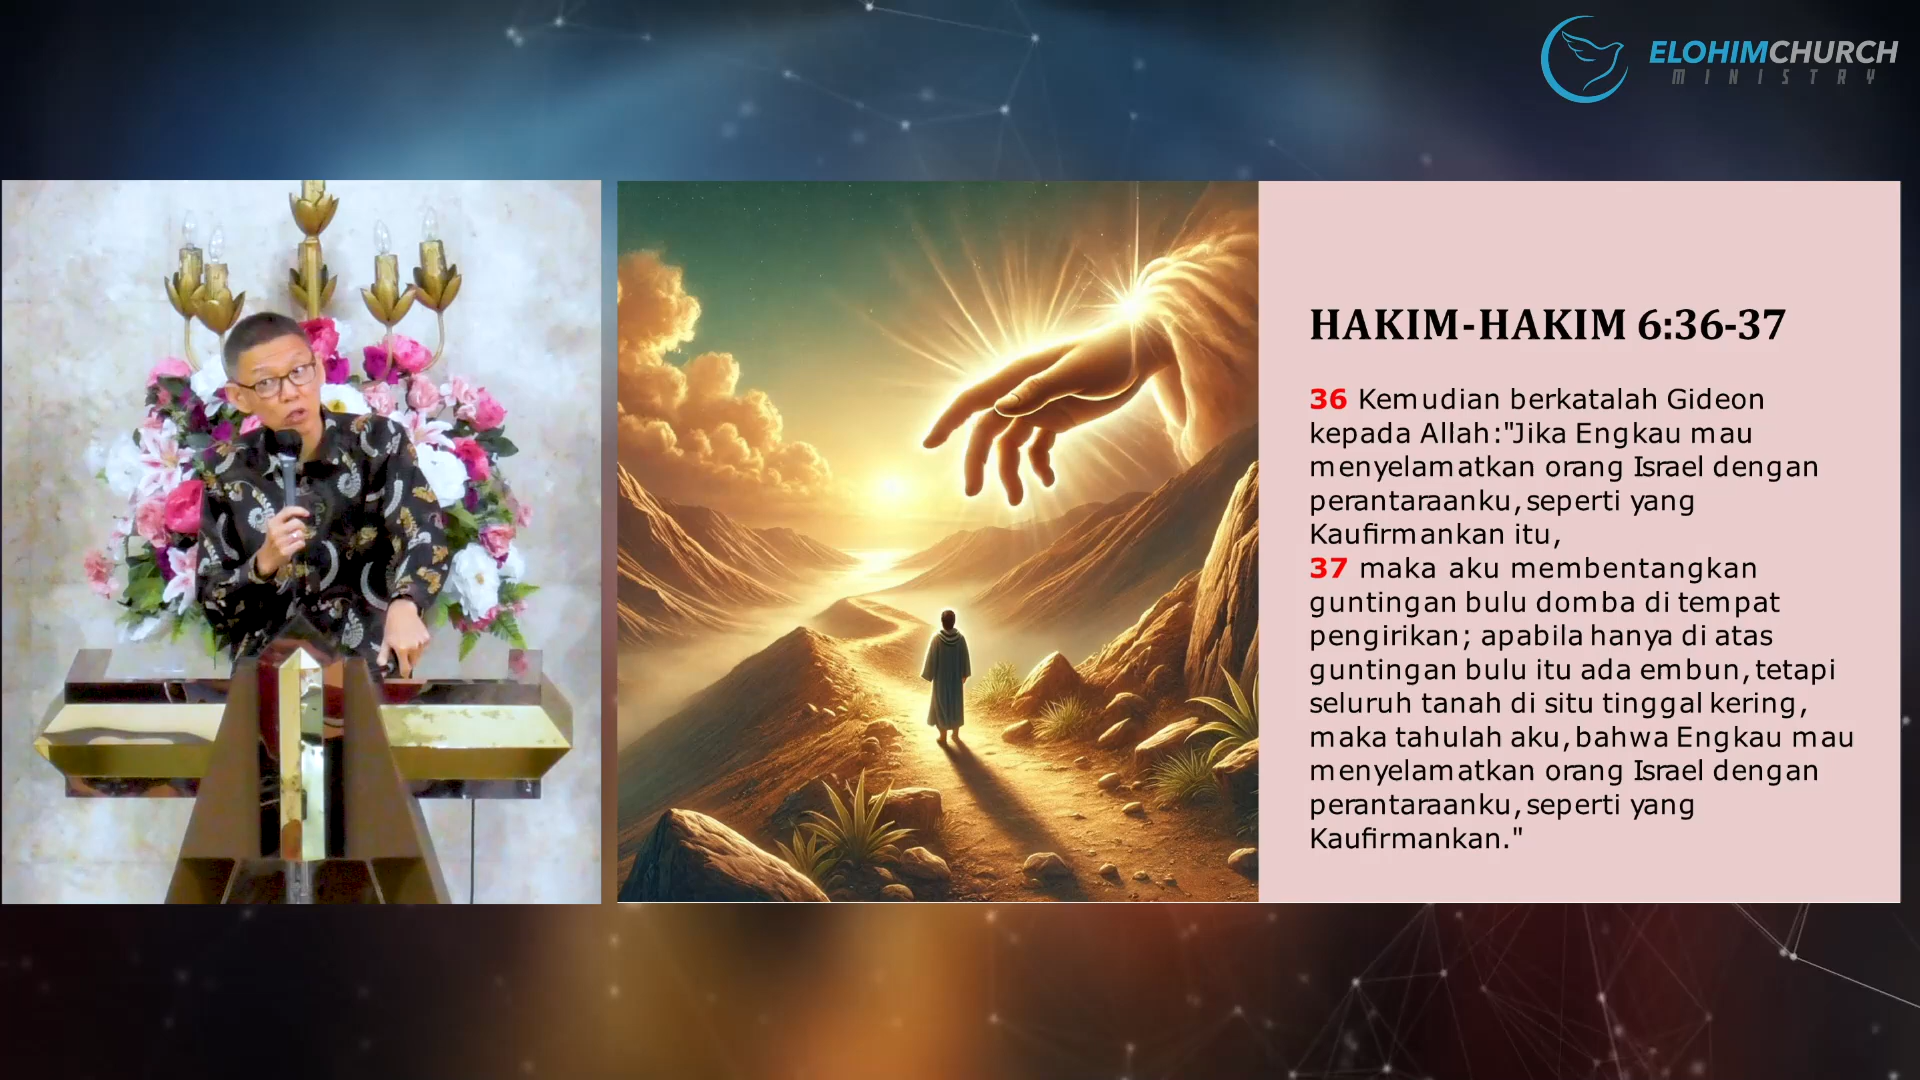 ELOHIMCHURCH
MINISTRY
HAKIM-HAKIM 6:36-37
36 Kemudian berkatalah Gideon
kepada Allah:"Jika Engkau mau
menyelamatkan orang Israel dengan
perantaraanku, seperti yang
Kaufirmankan itu,
37 maka aku membentangkan
guntingan bulu domba di tempat
pengirikan; apabila hanya di atas
guntingan bulu itu ada embun, tetapi
seluruh tanah di situ tinggal kering,
maka tahulah aku, bahwa Engkau mau
menyelamatkan orang Israel dengan
perantaraanku, seperti yang
Kaufirmankan."